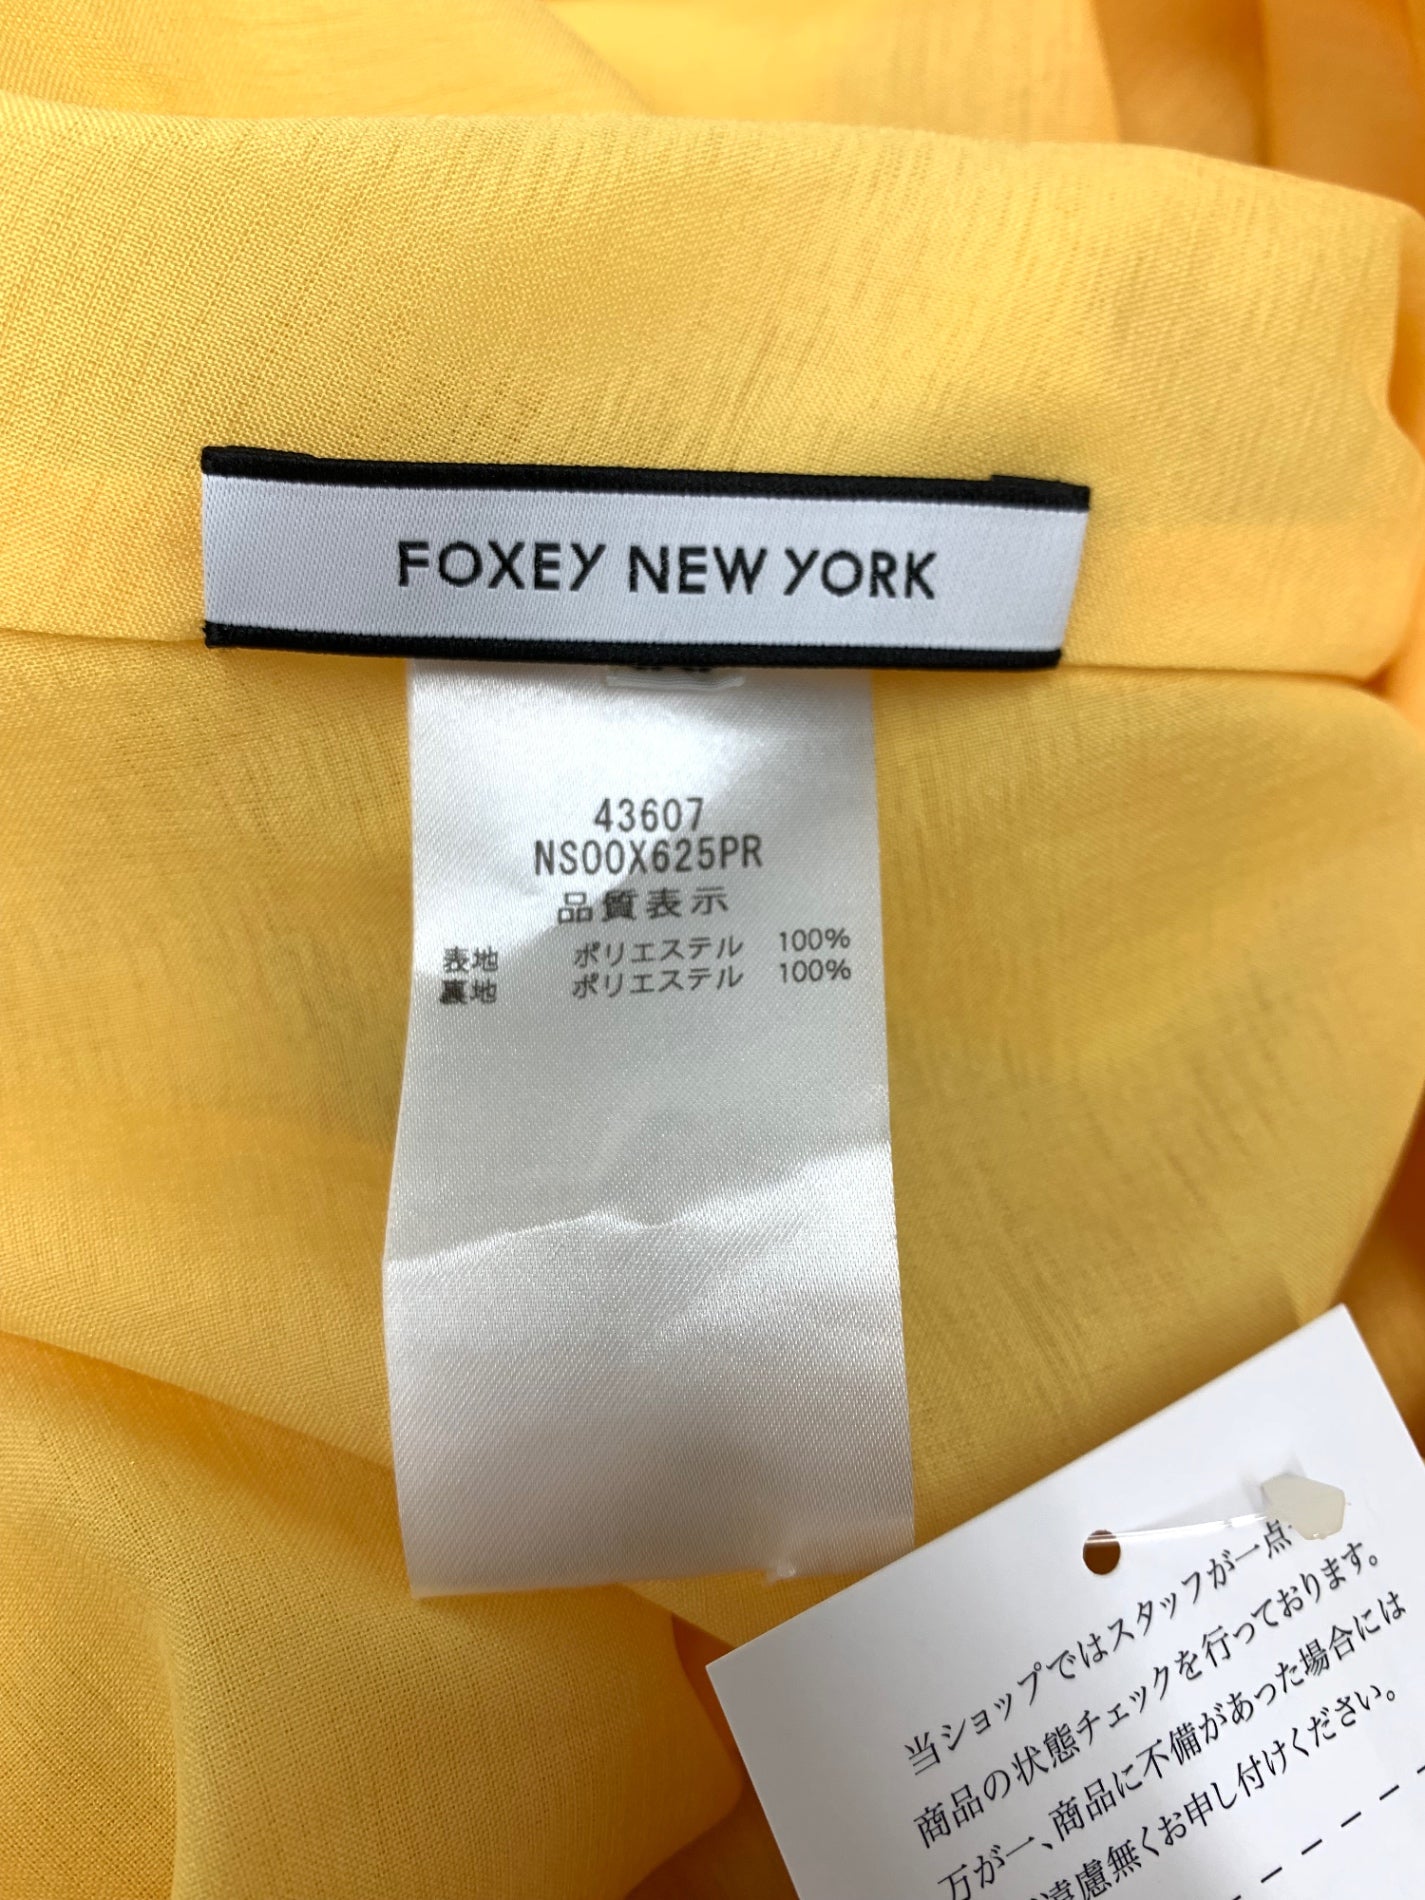 FOXEY NEW YORK
43607
NS00X625PR
品質表示
表地 ポリエステル 100%
裏地 ポリエステル 100%
当ショップではスタッフが一点
商品の状態チェックを行っております。
万が一、商品に不備があった場合には
遠慮無くお申し付けください。